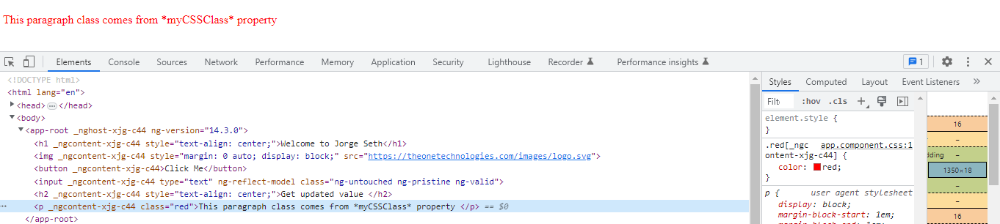 This paragraph class comes from *myCSSClass* property
Elements Console Sources Network Performance Memory Application Security Lighthouse Recorder Performance insights 1
<!DOCTYPE html>
<html lang="en">
<head> … </head>
<body>
<app-root _nghost-xjg-c44 ng-version="14.3.0">
<h1 _ngcontent-xjg-c44 style="text-align: center;">Welcome to Jorge Seth</h1>
<img _ngcontent-xjg-c44 style="margin: 0 auto; display: block;" src="https://theonetechnologies.com/images/logo.svg">
<button _ngcontent-xjg-c44>Click Me</button>
<input _ngcontent-xjg-c44 type="text" ng-reflect-model class="ng-untouched ng-pristine ng-valid">
<h2 _ngcontent-xjg-c44 style="text-align: center;">Get updated value </h2>
… <p _ngcontent-xjg-c44 class="red">This paragraph class comes from *myCSSClass* property </p> == $0
</app-root>
Styles Computed Layout Event Listeners »
Filt :hov .cls +
element.style {
}
.red[_ngc app.component.css:1
ontent-xjg-c44] {
color: red;
}
p { user agent stylesheet
display: block;
margin-block-start: 1em;
16
–
dding –
1350×18
–
–
16